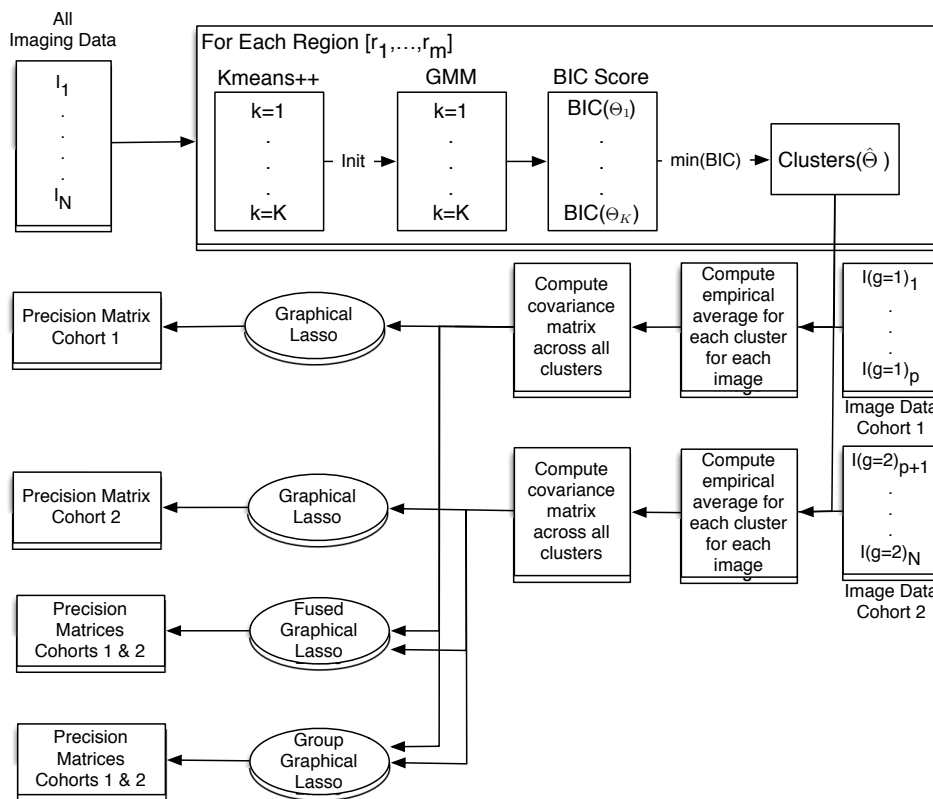 All
Imaging Data
I1
.
.
.
.
IN
For Each Region [r1,…,rm]
Kmeans++
k=1
.
.
.
k=K
Init
GMM
k=1
.
.
.
k=K
BIC Score
BIC(Θ1)
.
.
.
BIC(ΘK)
min(BIC)
Clusters(Θ̂ )
Precision Matrix
Cohort 1
Graphical
Lasso
Compute
covariance
matrix
across all
clusters
Compute
empirical
average for
each cluster
for each
image
I(g=1)1
.
.
.
I(g=1)p
Image Data
Cohort 1
Precision Matrix
Cohort 2
Graphical
Lasso
Compute
covariance
matrix
across all
clusters
Compute
empirical
average for
each cluster
for each
image
I(g=2)p+1
.
.
.
I(g=2)N
Image Data
Cohort 2
Precision
Matrices
Cohorts 1 & 2
Fused
Graphical
Lasso
Precision
Matrices
Cohorts 1 & 2
Group
Graphical
Lasso